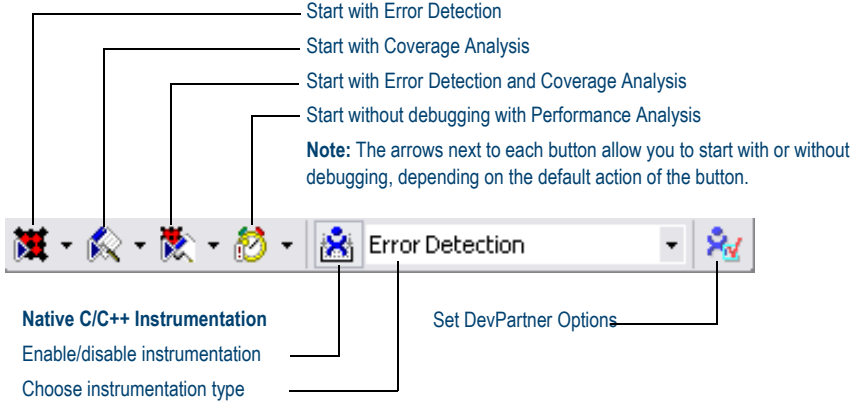 Start with Error Detection
Start with Coverage Analysis
Start with Error Detection and Coverage Analysis
Start without debugging with Performance Analysis
Note: The arrows next to each button allow you to start with or without
debugging, depending on the default action of the button.
Error Detection
Native C/C++ Instrumentation
Enable/disable instrumentation
Choose instrumentation type
Set DevPartner Options